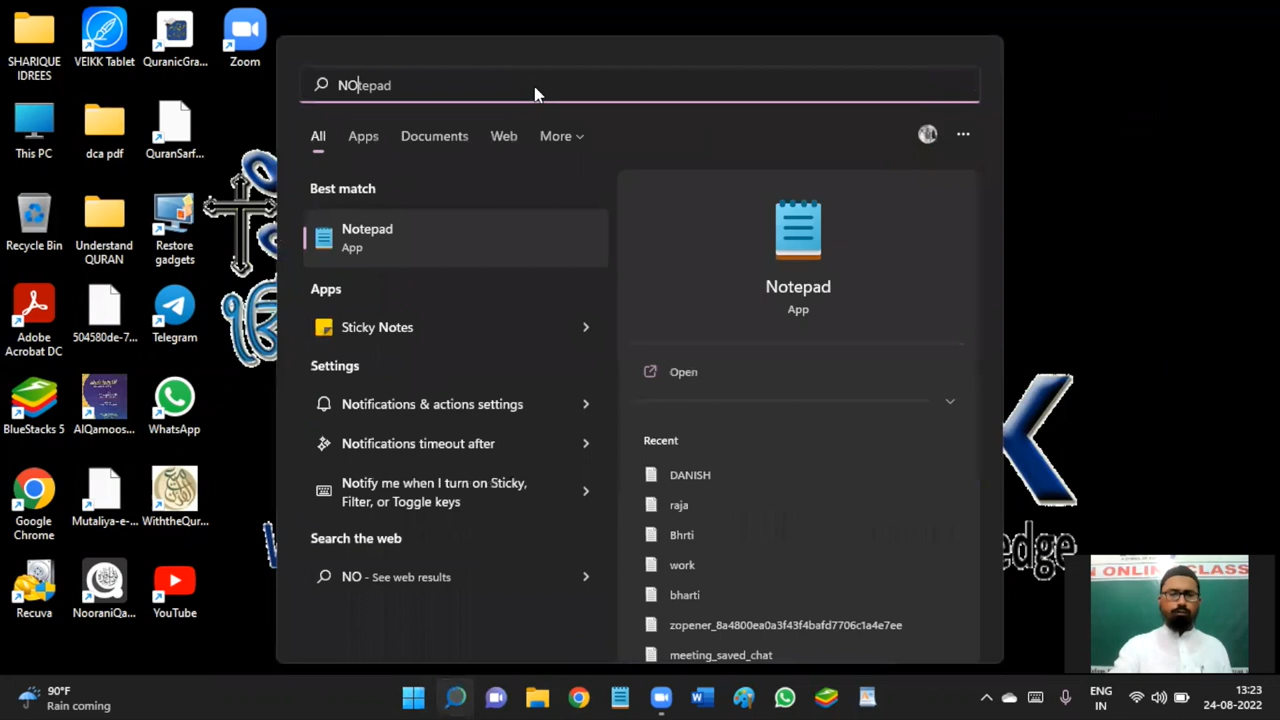 SHARIQUE
IDREES
VEIKK Tablet
QuranicGra...
Zoom
This PC
dca pdf
QuranSarf...
Recycle Bin
Understand
QURAN
Restore
gadgets
Adobe
Acrobat DC
504580de-7...
Telegram
BlueStacks 5
AlQamoos...
WhatsApp
Google
Chrome
Mutaliya-e-...
WiththeQur...
Recuva
NooraniQa...
YouTube
NOtepad
All
Apps
Documents
Web
More
Best match
Notepad
App
Apps
Sticky Notes
Settings
Notifications & actions settings
Notifications timeout after
Notify me when I turn on Sticky,
Filter, or Toggle keys
Search the web
NO - See web results
Notepad
App
Open
Recent
DANISH
raja
Bhrti
work
bharti
zopener_8a4800ea0a3f43f4bafd7706c1a4e7ee
meeting_saved_chat
K
edge
N ONLINE CLASS
90°F
Rain coming
ENG
IN
13:23
24-08-2022